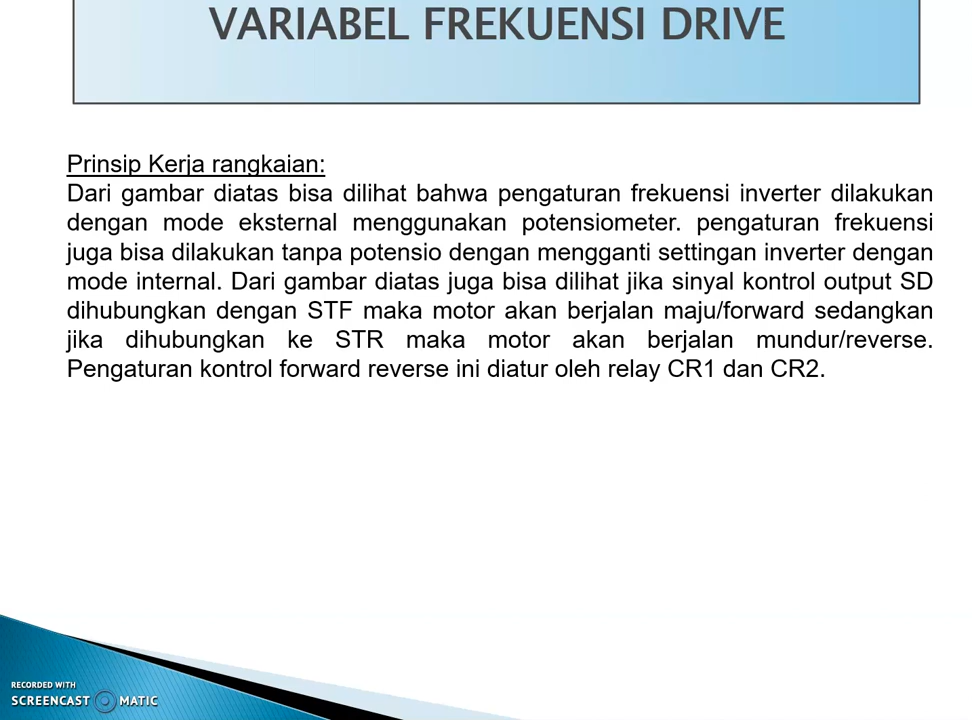 VARIABEL FREKUENSI DRIVE
Prinsip Kerja rangkaian:
Dari gambar diatas bisa dilihat bahwa pengaturan frekuensi inverter dilakukan
dengan mode eksternal menggunakan potensiometer. pengaturan frekuensi
juga bisa dilakukan tanpa potensio dengan mengganti settingan inverter dengan
mode internal. Dari gambar diatas juga bisa dilihat jika sinyal kontrol output SD
dihubungkan dengan STF maka motor akan berjalan maju/forward sedangkan
jika dihubungkan ke STR maka motor akan berjalan mundur/reverse.
Pengaturan kontrol forward reverse ini diatur oleh relay CR1 dan CR2.
RECORDED WITH
SCREENCAST MATIC